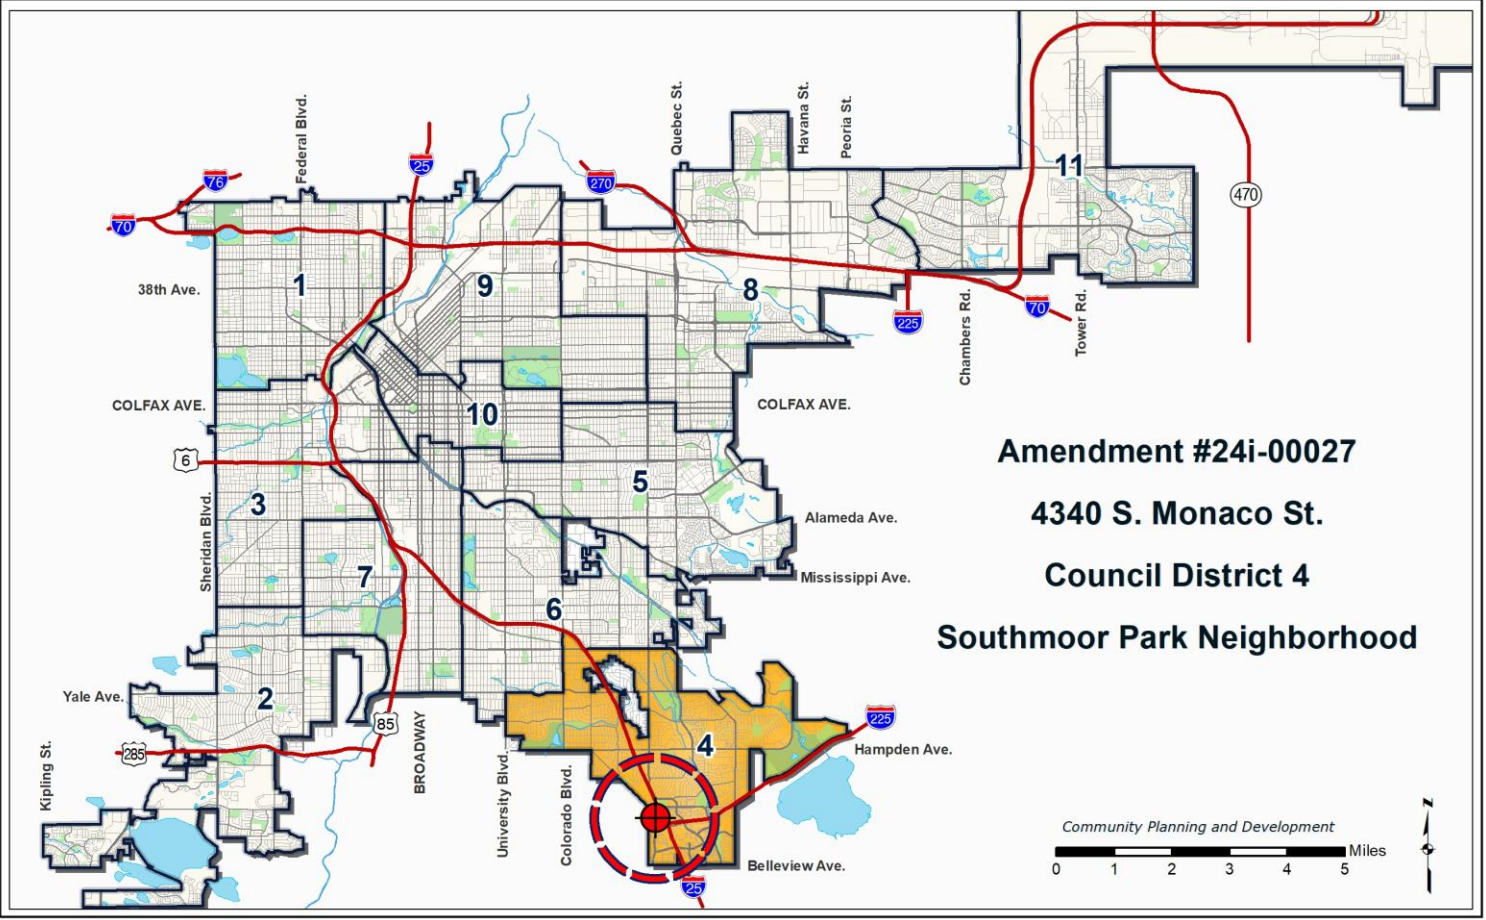 Federal Blvd.
Quebec St.
Havana St.
Peoria St.
76
25
270
70
11
470
1
9
8
38th Ave.
225
70
Chambers Rd.
Tower Rd.
COLFAX AVE.
10
COLFAX AVE.
6
3
5
Sheridan Blvd.
Alameda Ave.
7
Mississippi Ave.
6
Amendment #24i-00027
4340 S. Monaco St.
Council District 4
Southmoor Park Neighborhood
Yale Ave.
2
85
BROADWAY
285
Kipling St.
University Blvd.
Colorado Blvd.
4
225
Hampden Ave.
Belleview Ave.
25
Community Planning and Development
Miles
0 1 2 3 4 5
N